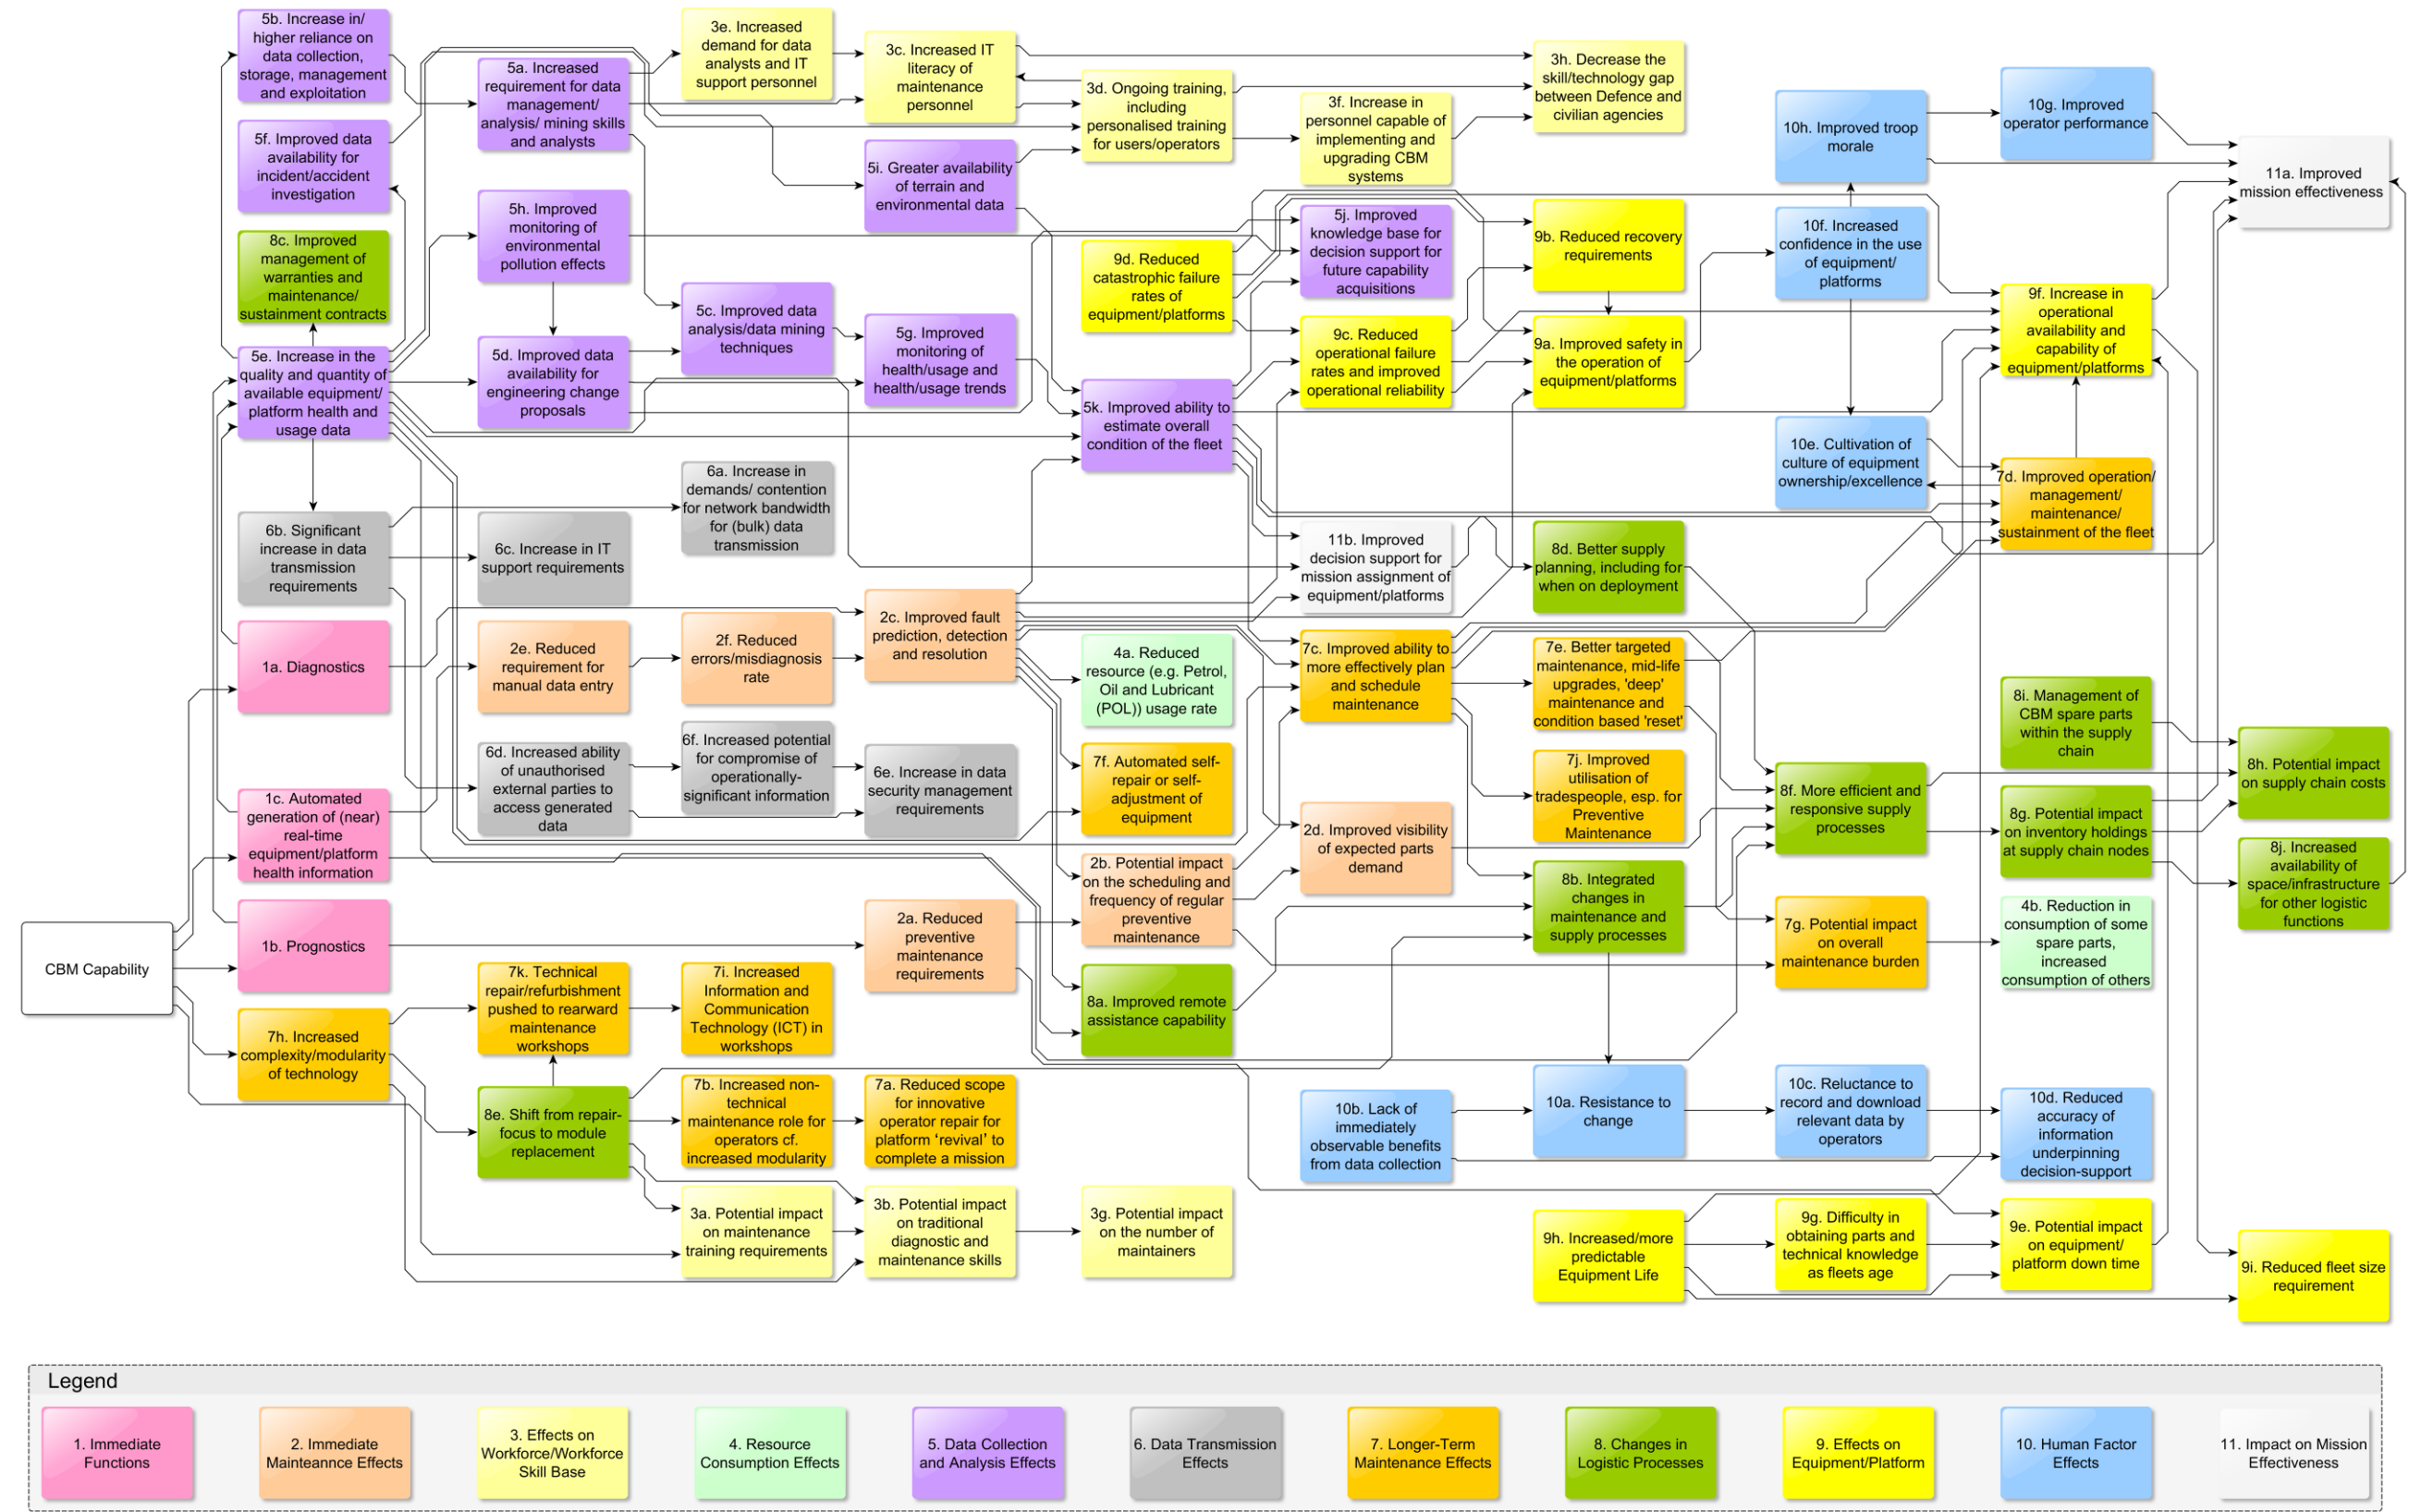 5b. Increase in/
higher reliance on
data collection,
storage, management
and exploitation
5f. Improved data
availability for
incident/accident
investigation
8c. Improved
management of
warranties and
maintenance/
sustainment contracts
5e. Increase in the
quality and quantity of
available equipment/
platform health and
usage data
6b. Significant
increase in data
transmission
requirements
1a. Diagnostics
1c. Automated
generation of (near)
real-time
equipment/platform
health information
1b. Prognostics
CBM Capability
7h. Increased
complexity/modularity
of technology
5a. Increased
requirement for data
management/
analysis/ mining skills
and analysts
5h. Improved
monitoring of
environmental
pollution effects
5d. Improved data
availability for
engineering change
proposals
6c. Increase in IT
support requirements
2e. Reduced
requirement for
manual data entry
6d. Increased ability
of unauthorised
external parties to
access generated
data
7k. Technical
repair/refurbishment
pushed to rearward
maintenance
workshops
8e. Shift from repair-
focus to module
replacement
3e. Increased
demand for data
analysts and IT
support personnel
5c. Improved data
analysis/data mining
techniques
6a. Increase in
demands/ contention
for network bandwidth
for (bulk) data
transmission
2f. Reduced
errors/misdiagnosis
rate
6f. Increased potential
for compromise of
operationally-
significant information
7i. Increased
Information and
Communication
Technology (ICT) in
workshops
7b. Increased non-
technical
maintenance role for
operators cf.
increased modularity
3a. Potential impact
on maintenance
training requirements
3c. Increased IT
literacy of
maintenance
personnel
5i. Greater availability
of terrain and
environmental data
5g. Improved
monitoring of
health/usage and
health/usage trends
2c. Improved fault
prediction, detection
and resolution
6e. Increase in data
security management
requirements
2a. Reduced
preventive
maintenance
requirements
7a. Reduced scope
for innovative
operator repair for
platform ‘revival’ to
complete a mission
3b. Potential impact
on traditional
diagnostic and
maintenance skills
3d. Ongoing training,
including
personalised training
for users/operators
9d. Reduced
catastrophic failure
rates of
equipment/platforms
5k. Improved ability to
estimate overall
condition of the fleet
4a. Reduced
resource (e.g. Petrol,
Oil and Lubricant
(POL)) usage rate
7f. Automated self-
repair or self-
adjustment of
equipment
2b. Potential impact
on the scheduling and
frequency of regular
preventive
maintenance
8a. Improved remote
assistance capability
3g. Potential impact
on the number of
maintainers
3f. Increase in
personnel capable of
implementing and
upgrading CBM
systems
5j. Improved
knowledge base for
decision support for
future capability
acquisitions
9c. Reduced
operational failure
rates and improved
operational reliability
11b. Improved
decision support for
mission assignment of
equipment/platforms
7c. Improved ability to
more effectively plan
and schedule
maintenance
2d. Improved visibility
of expected parts
demand
10b. Lack of
immediately
observable benefits
from data collection
3h. Decrease the
skill/technology gap
between Defence and
civilian agencies
9b. Reduced recovery
requirements
9a. Improved safety in
the operation of
equipment/platforms
8d. Better supply
planning, including for
when on deployment
7e. Better targeted
maintenance, mid-life
upgrades, 'deep'
maintenance and
condition based 'reset'
7j. Improved
utilisation of
tradespeople, esp. for
Preventive
Maintenance
8b. Integrated
changes in
maintenance and
supply processes
10a. Resistance to
change
9h. Increased/more
predictable
Equipment Life
10h. Improved troop
morale
10f. Increased
confidence in the use
of equipment/
platforms
10e. Cultivation of
culture of equipment
ownership/excellence
8f. More efficient and
responsive supply
processes
7g. Potential impact
on overall
maintenance burden
10c. Reluctance to
record and download
relevant data by
operators
9g. Difficulty in
obtaining parts and
technical knowledge
as fleets age
10g. Improved
operator performance
9f. Increase in
operational
availability and
capability of
equipment/platforms
7d. Improved operation/
management/
maintenance/
sustainment of the fleet
8i. Management of
CBM spare parts
within the supply
chain
8g. Potential impact
on inventory holdings
at supply chain nodes
4b. Reduction in
consumption of some
spare parts,
increased
consumption of others
10d. Reduced
accuracy of
information
underpinning
decision-support
9e. Potential impact
on equipment/
platform down time
11a. Improved
mission effectiveness
8h. Potential impact
on supply chain costs
8j. Increased
availability of
space/infrastructure
for other logistic
functions
9i. Reduced fleet size
requirement
Legend
1. Immediate
Functions
2. Immediate
Mainteannce Effects
3. Effects on
Workforce/Workforce
Skill Base
4. Resource
Consumption Effects
5. Data Collection
and Analysis Effects
6. Data Transmission
Effects
7. Longer-Term
Maintenance Effects
8. Changes in
Logistic Processes
9. Effects on
Equipment/Platform
10. Human Factor
Effects
11. Impact on Mission
Effectiveness